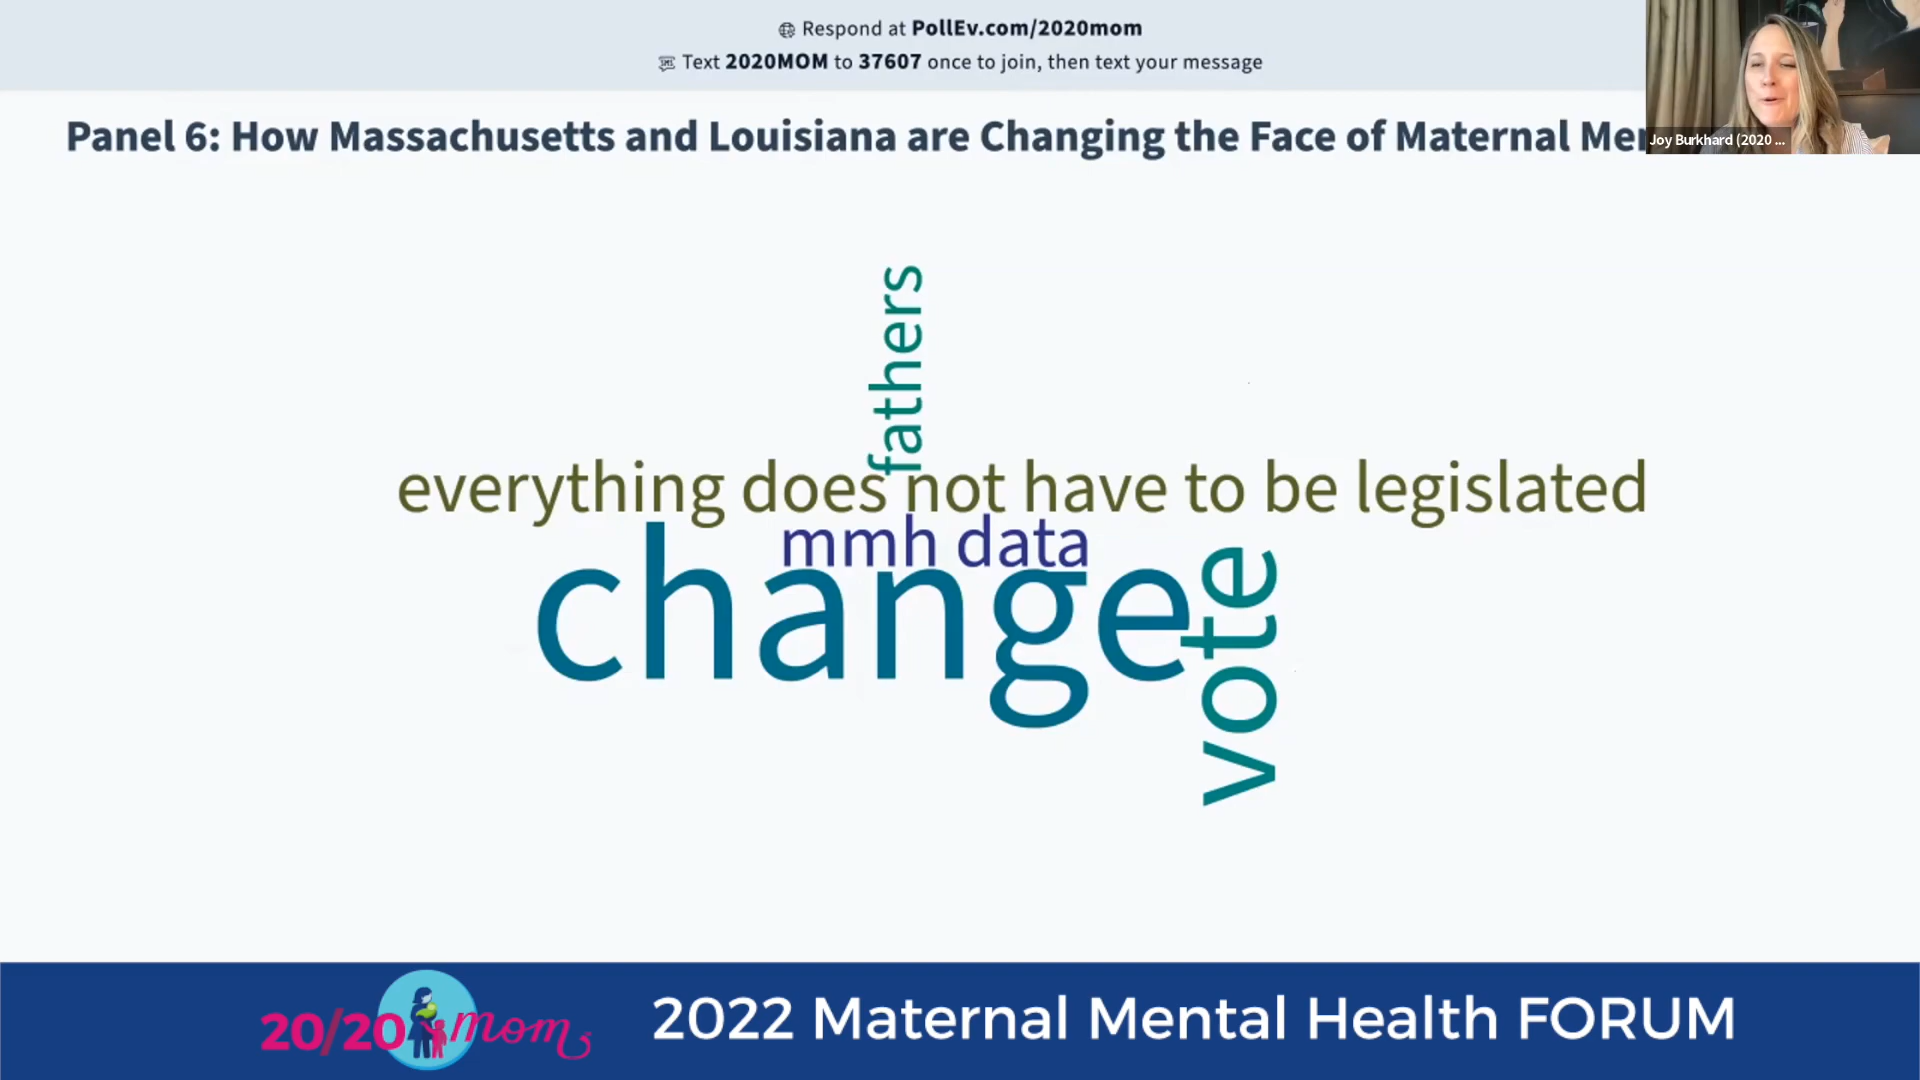 Respond at PollEv.com/2020mom
Text 2020MOM to 37607 once to join, then text your message
Panel 6: How Massachusetts and Louisiana are Changing the Face of Maternal Me
Joy Burkhard (2020 ...
fathers
everything does not have to be legislated
mmh data
change
vote
20/20 mom
2022 Maternal Mental Health FORUM